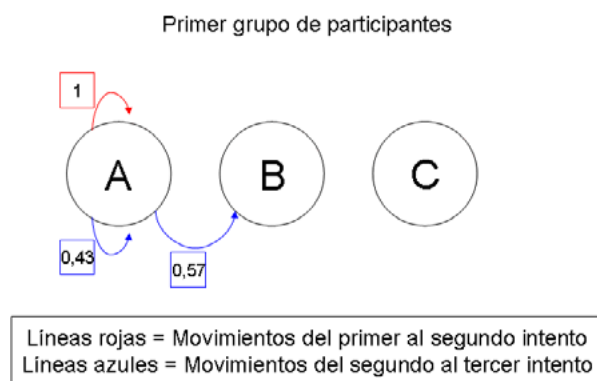 Primer grupo de participantes
1
A
B
C
0,43
0,57
Líneas rojas = Movimientos del primer al segundo intento
Líneas azules = Movimientos del segundo al tercer intento